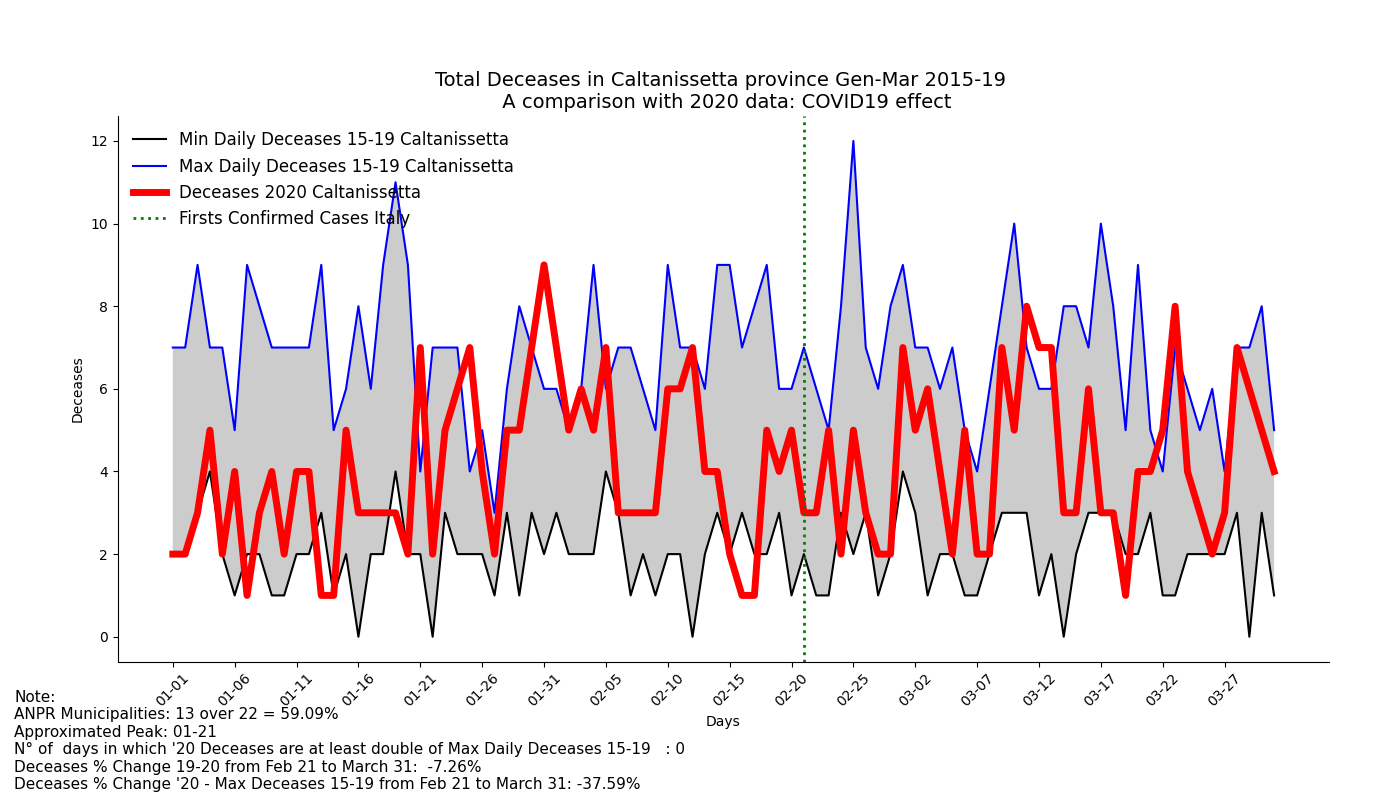 Total Deceases in Caltanissetta province Gen-Mar 2015-19
A comparison with 2020 data: COVID19 effect
Min Daily Deceases 15-19 Caltanissetta
Max Daily Deceases 15-19 Caltanissetta
Deceases 2020 Caltanissetta
Firsts Confirmed Cases Italy
Deceases
12
10
8
6
4
2
0
01-01 01-06 01-11 01-16 01-21 01-26 01-31 02-05 02-10 02-15 02-20 02-25 03-02 03-07 03-12 03-17 03-22 03-27
Days
Note:
ANPR Municipalities: 13 over 22 = 59.09%
Approximated Peak: 01-21
N° of  days in which '20 Deceases are at least double of Max Daily Deceases 15-19   : 0
Deceases % Change 19-20 from Feb 21 to March 31:  -7.26%
Deceases % Change '20 - Max Deceases 15-19 from Feb 21 to March 31: -37.59%